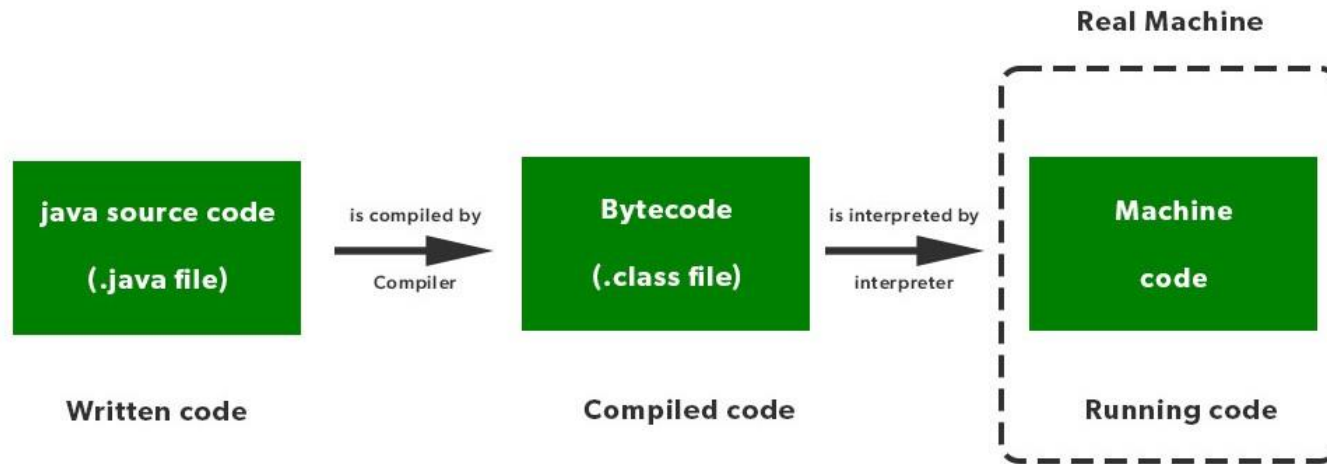 Real Machine
java source code
(.java file)
is compiled by
Compiler
Bytecode
(.class file)
is interpreted by
interpreter
Machine
code
Written code
Compiled code
Running code